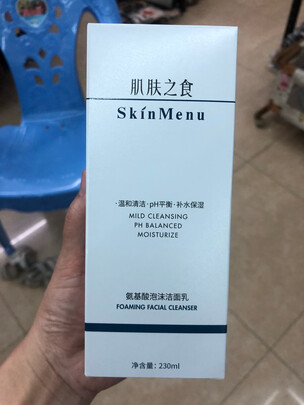 肌肤之食
SkínMenu
·温和清洁·pH平衡·补水保湿
MILD CLEANSING
PH BALANCED
MOISTURIZE
氨基酸泡沫洁面乳
FOAMING FACIAL CLEANSER
净含量：230ml